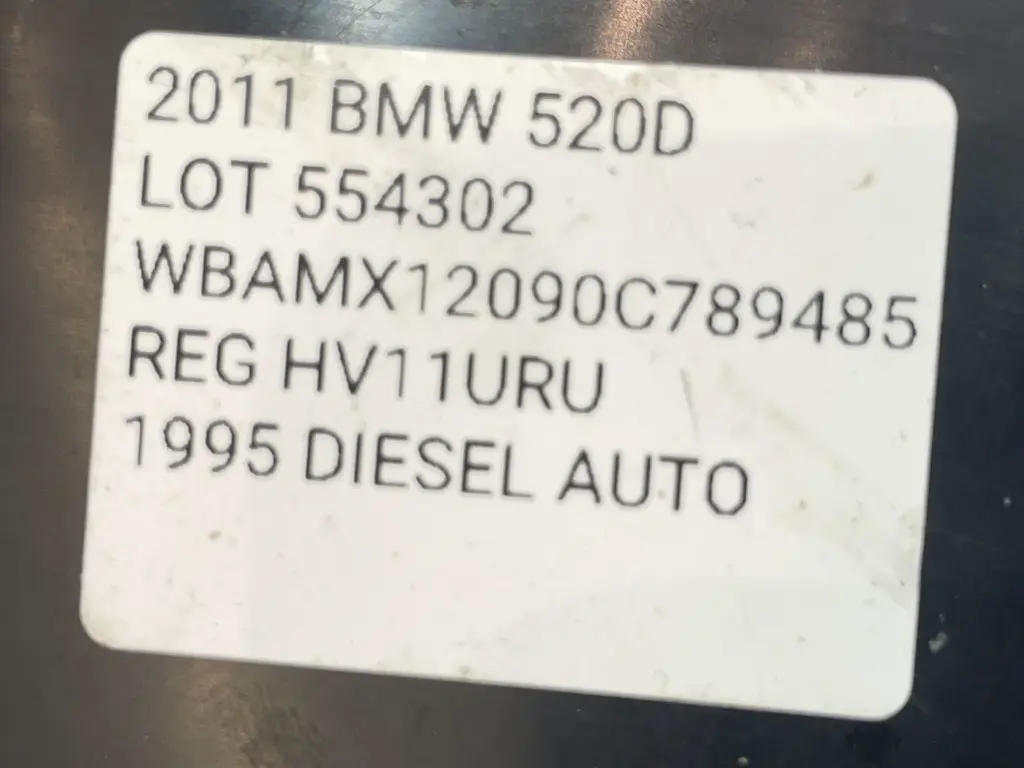 2011 BMW 520D
LOT 554302
WBAMX12090C789485
REG HV11URU
1995 DIESEL AUTO